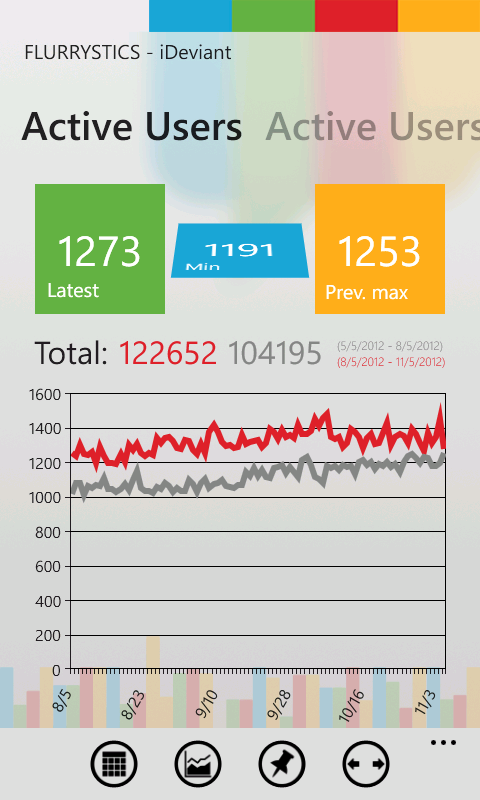 FLURRYSTICS - iDeviant
Active Users Active Users
1273
Latest
1191
Min
1253
Prev. max
Total: 122652 104195
(5/5/2012 - 8/5/2012)
(8/5/2012 - 11/5/2012)
1600
1400
1200
1000
800
600
400
200
0
8/5 8/23 9/10 9/28 10/16 11/3